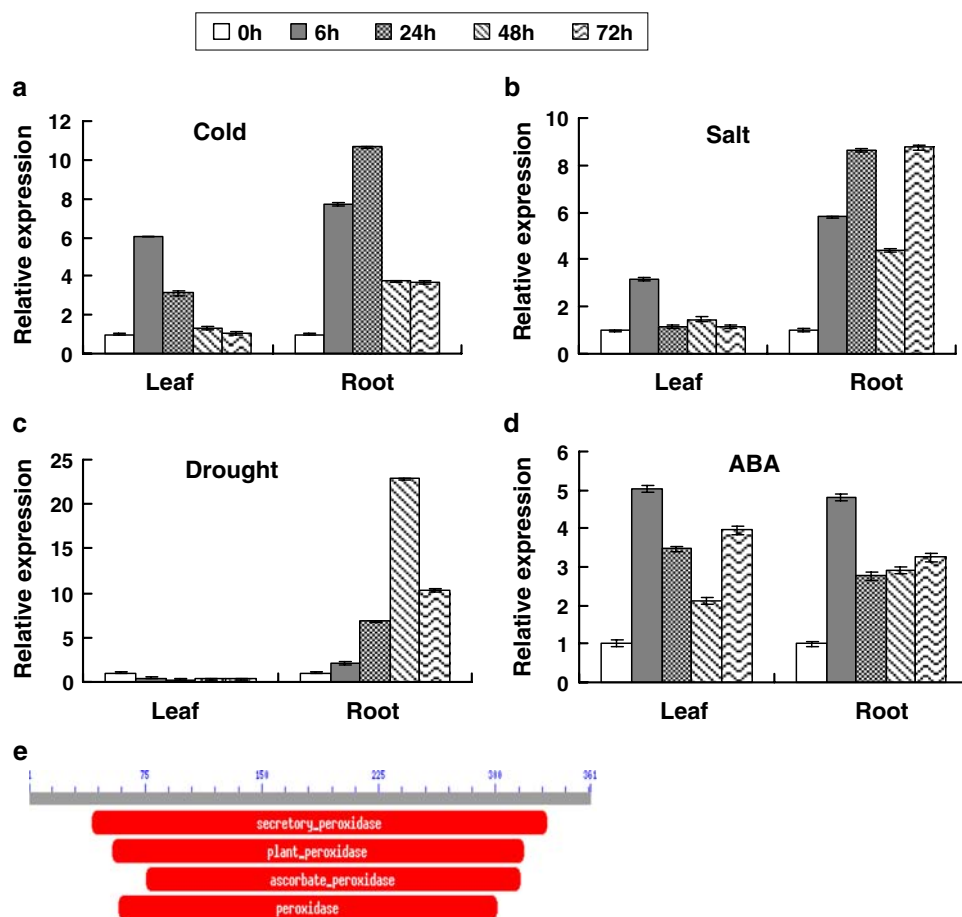 0h 6h 24h 48h 72h
a
Cold
Relative expression
12
10
8
6
4
2
0
Leaf Root
b
Salt
Relative expression
10
8
6
4
2
0
Leaf Root
c
Drought
Relative expression
25
20
15
10
5
0
Leaf Root
d
ABA
Relative expression
6
5
4
3
2
1
0
Leaf Root
e
1 75 150 225 300 361
secretory_peroxidase
plant_peroxidase
ascorbate_peroxidase
peroxidase